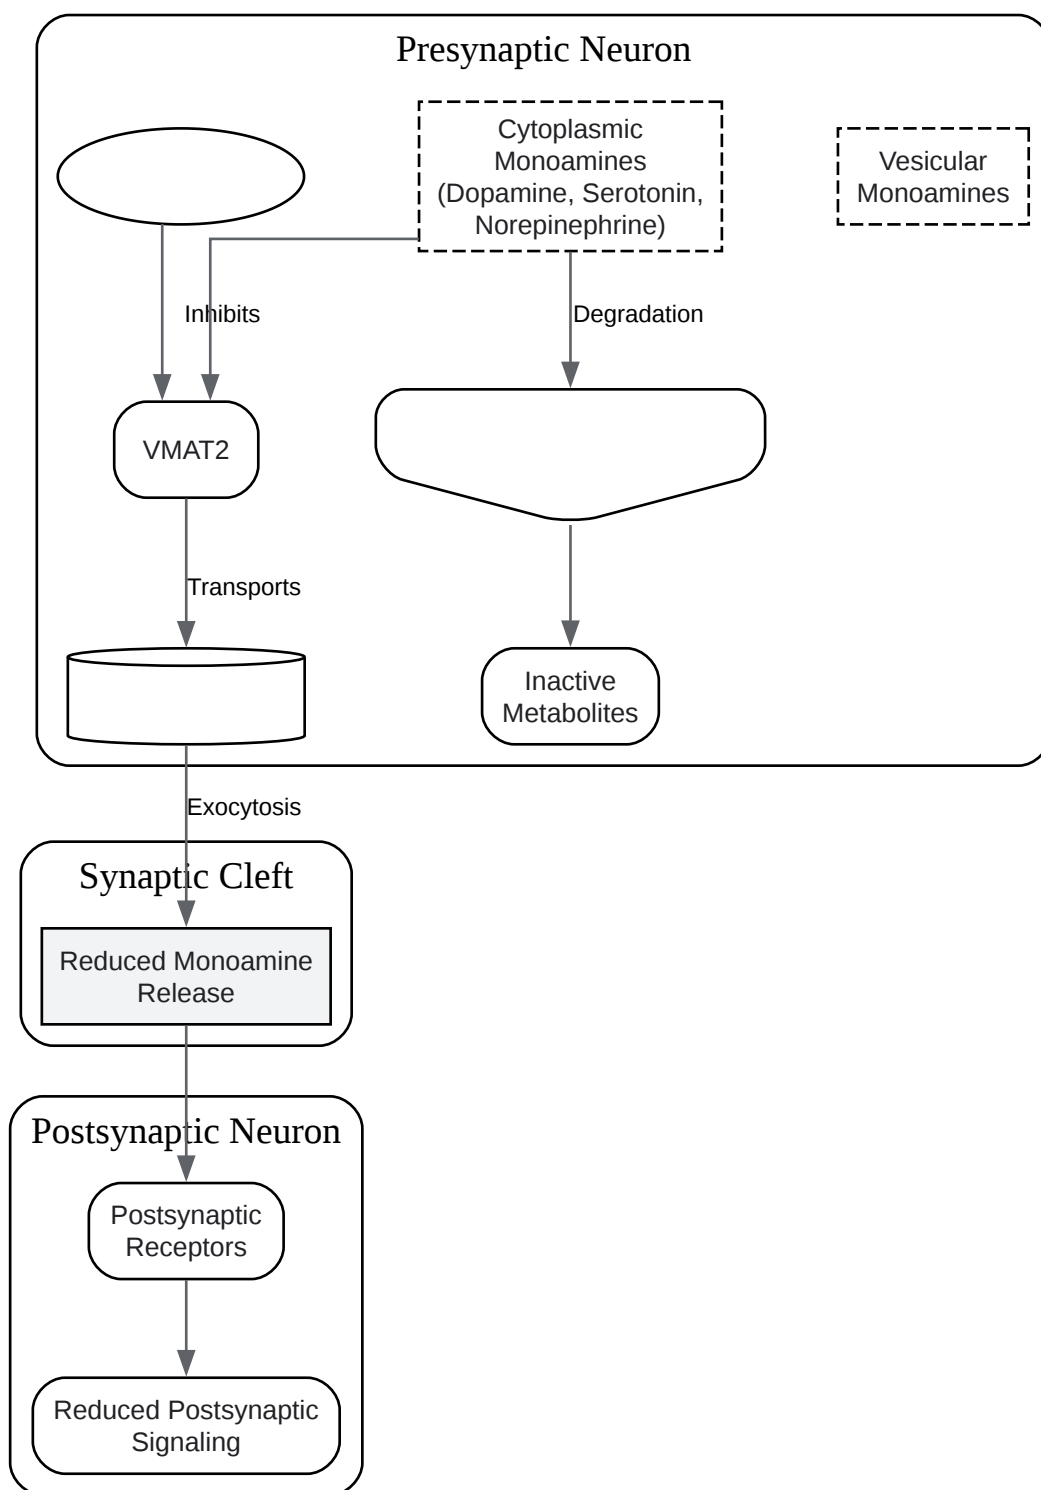 Presynaptic Neuron
Cytoplasmic
Monoamines
(Dopamine, Serotonin,
Norepinephrine)
Vesicular
Monoamines
Inhibits
Degradation
VMAT2
Transports
Inactive
Metabolites
Exocytosis
Synaptic Cleft
Reduced Monoamine
Release
Postsynaptic Neuron
Postsynaptic
Receptors
Reduced Postsynaptic
Signaling